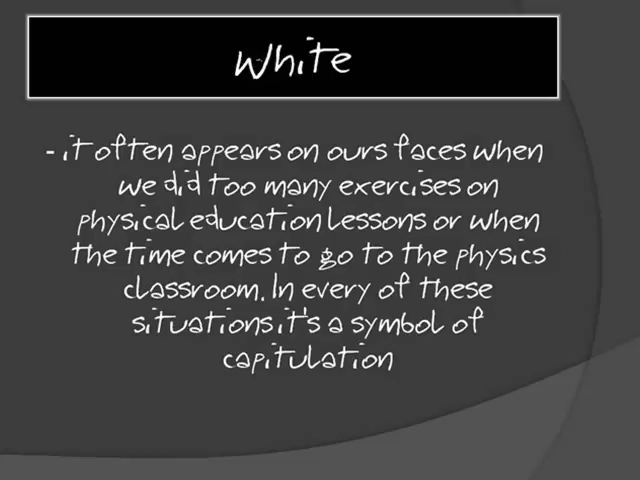 White
- it often appears on ours faces when
we did too many exercises on
physical education lessons or when
the time comes to go to the physics
classroom. In every of these
situations it's a symbol of
capitulation